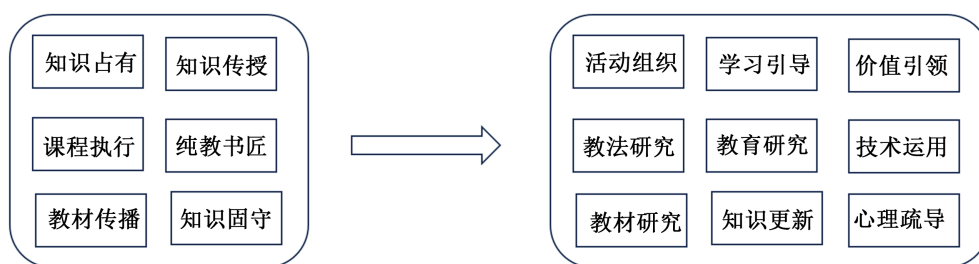 知识占有 知识传授
课程执行 纯教书匠
教材传播 知识固守
活动组织 学习引导 价值引领
教法研究 教育研究 技术运用
教材研究 知识更新 心理疏导